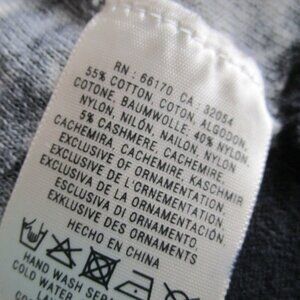 RN : 66170 CA : 32054
55% COTTON, COTON, ALGODON,
COTONE, BAUMWOLLE, 40% NYLON,
NYLON, NILÓN, NAILON, NYLON
5% CASHMERE, CACHEMIRE,
CACHEMIRA, CACHEMIRE, KASCHMIR
EXCLUSIVE OF ORNAMENTATION
EXCLUSIVE DE L'ORNEMENTATION
EXCLUSIVA DE ORNAMENTACIÓN
ESCLUSIVA DI ORNAMENTI
EXKLUSIVE DES ORNAMENTS
HECHO EN CHINA
HAND WASH SEPA
COLD WATER